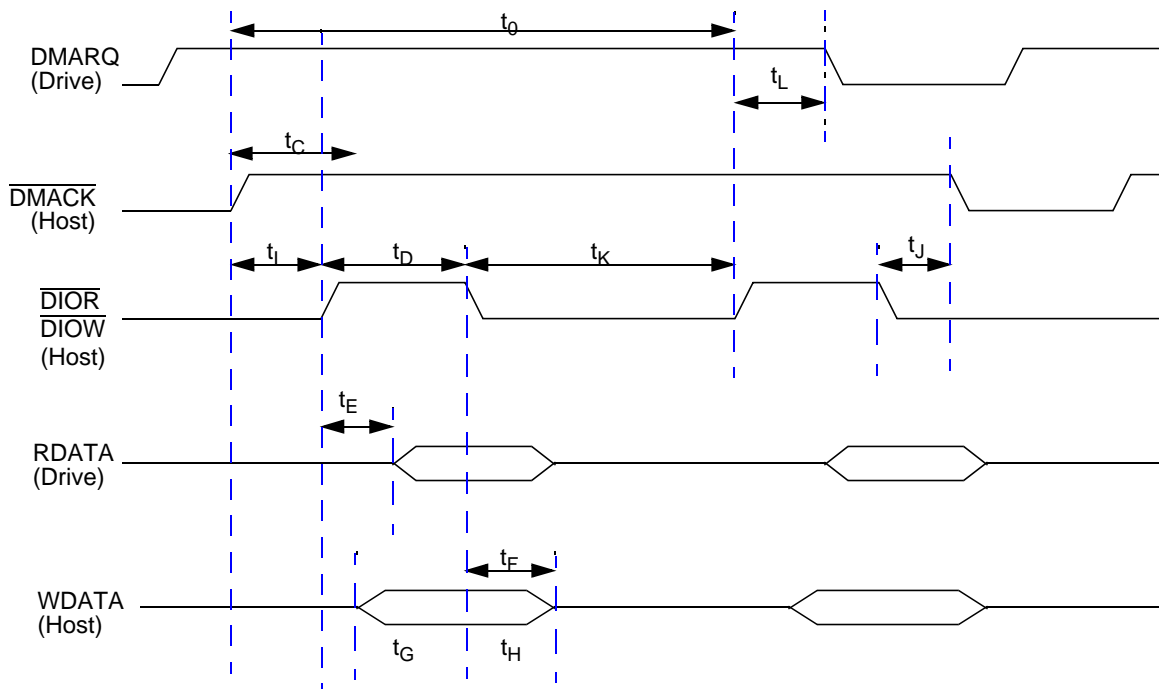 t0
DMARQ
(Drive)
tL
tC
DMACK
(Host)
tI
tD
tK
tJ
DIOR
DIOW
(Host)
tE
RDATA
(Drive)
tF
WDATA
(Host)
tG
tH